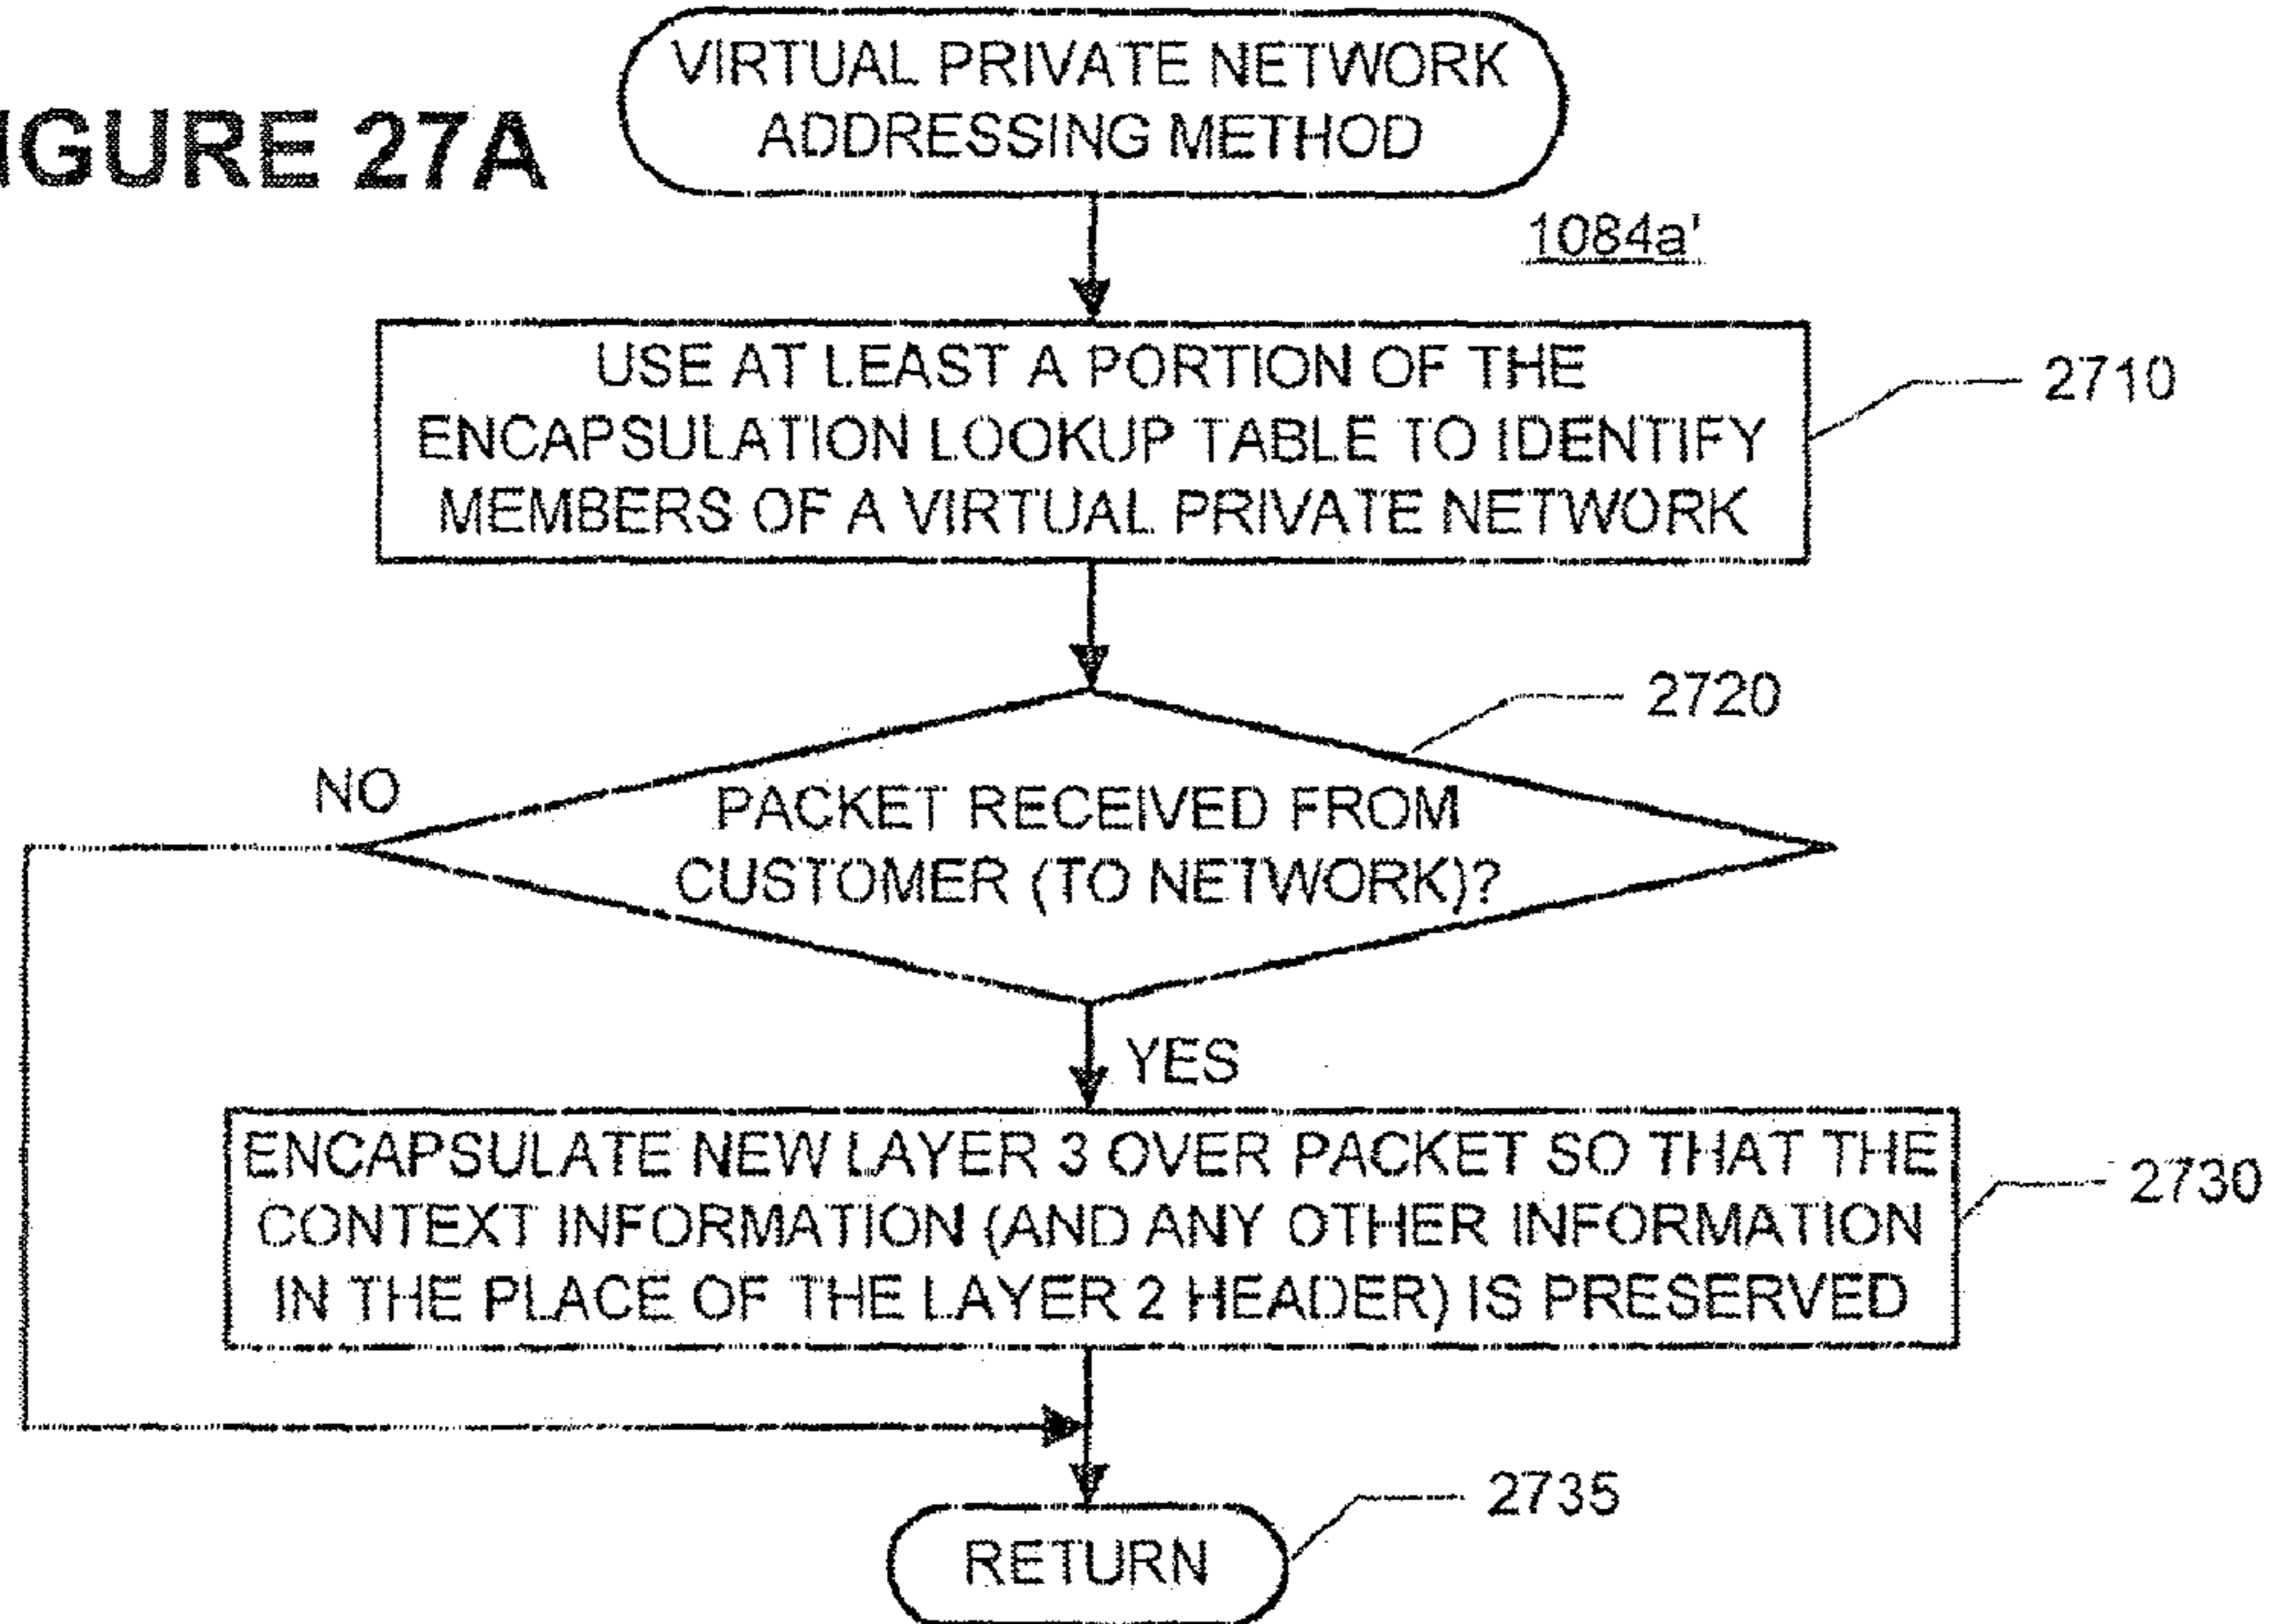 IGURE 27A
VIRTUAL PRIVATE NETWORK
ADDRESSING METHOD
1084a'
USE AT LEAST A PORTION OF THE
ENCAPSULATION LOOKUP TABLE TO IDENTIFY
MEMBERS OF A VIRTUAL PRIVATE NETWORK
2710
2720
NO
PACKET RECEIVED FROM
CUSTOMER (TO NETWORK)?
YES
ENCAPSULATE NEW LAYER 3 OVER PACKET SO THAT THE
CONTEXT INFORMATION (AND ANY OTHER INFORMATION
IN THE PLACE OF THE LAYER 2 HEADER) IS PRESERVED
2730
2735
RETURN